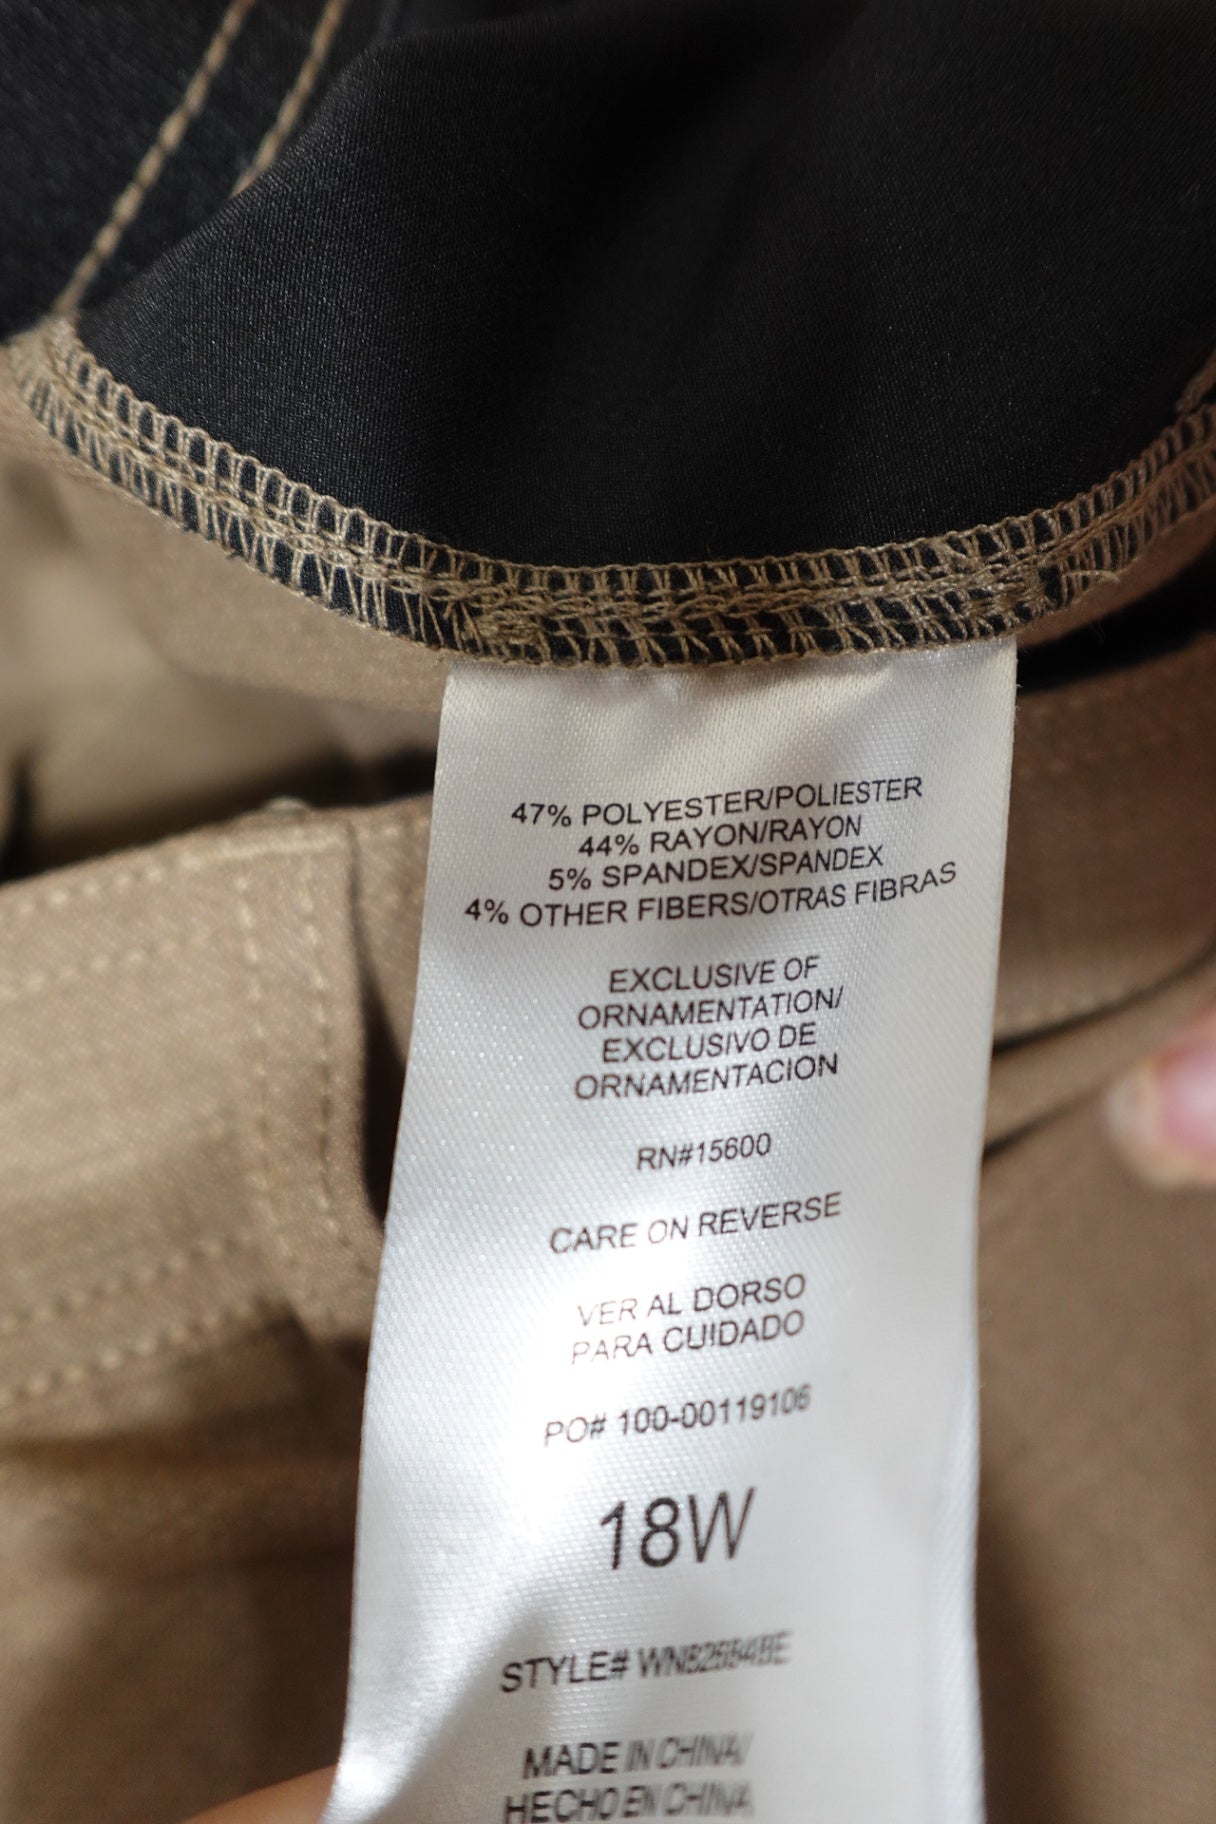 47% POLYESTER/POLIESTER
44% RAYON/RAYON
5% SPANDEX/SPANDEX
4% OTHER FIBERS/OTRAS FIBRAS
EXCLUSIVE OF
ORNAMENTATION/
EXCLUSIVO DE
ORNAMENTACION
RN#15600
CARE ON REVERSE
VER AL DORSO
PARA CUIDADO
PO# 100-00119106
18W
STYLE#
MADE IN CHINA/
HECHO EN CHINA